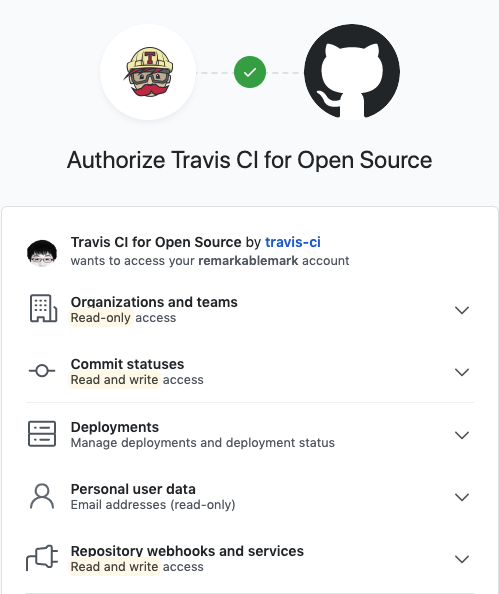 T
Authorize Travis CI for Open Source
Travis CI for Open Source by travis-ci
wants to access your remarkablemark account
Organizations and teams
Read-only access
Commit statuses
Read and write access
Deployments
Manage deployments and deployment status
Personal user data
Email addresses (read-only)
Repository webhooks and services
Read and write access